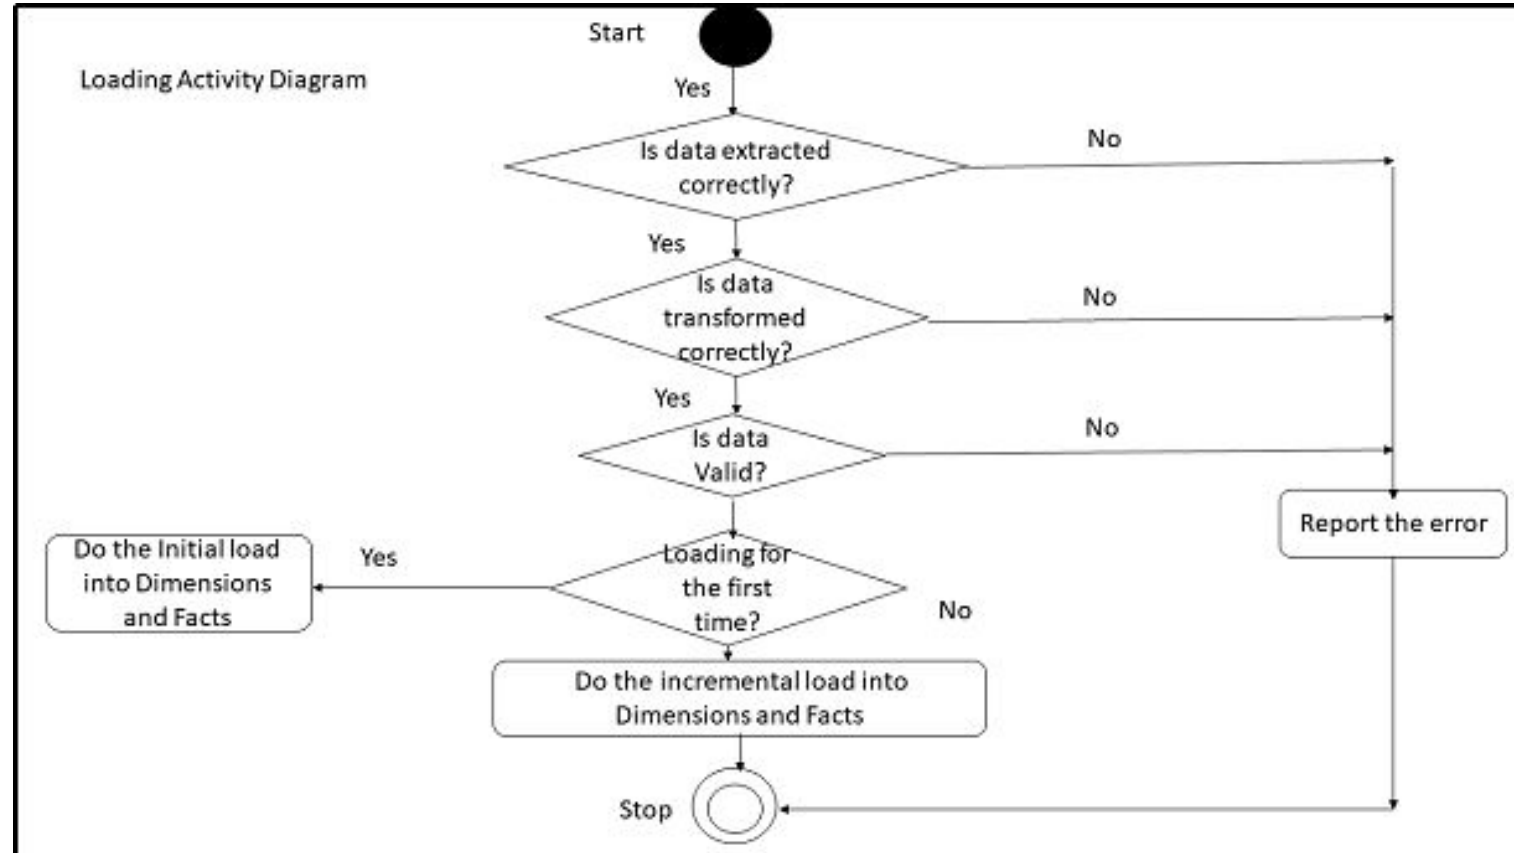 Start
Loading Activity Diagram
Yes
No
Is data extracted
correctly?
Yes
Is data
transformed
correctly?
No
Yes
No
Is data
Valid?
Report the error
Do the Initial load
into Dimensions
and Facts
Yes
Loading for
the first
time?
No
Do the incremental load into
Dimensions and Facts
Stop